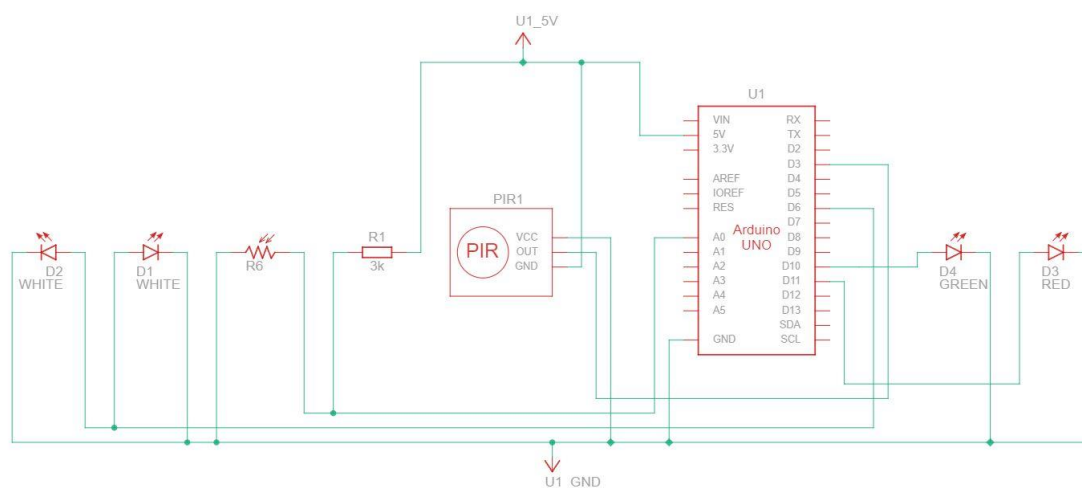 U1_5V
U1
VIN
5V
3.3V
AREF
IOREF
RES
A0
A1
A2
A3
A4
A5
GND
Arduino
UNO
RX
TX
D2
D3
D4
D5
D6
D7
D8
D9
D10
D11
D12
D13
SDA
SCL
PIR1
PIR
VCC
OUT
GND
D2
WHITE
D1
WHITE
R6
R1
3k
D4
GREEN
D3
RED
U1_GND